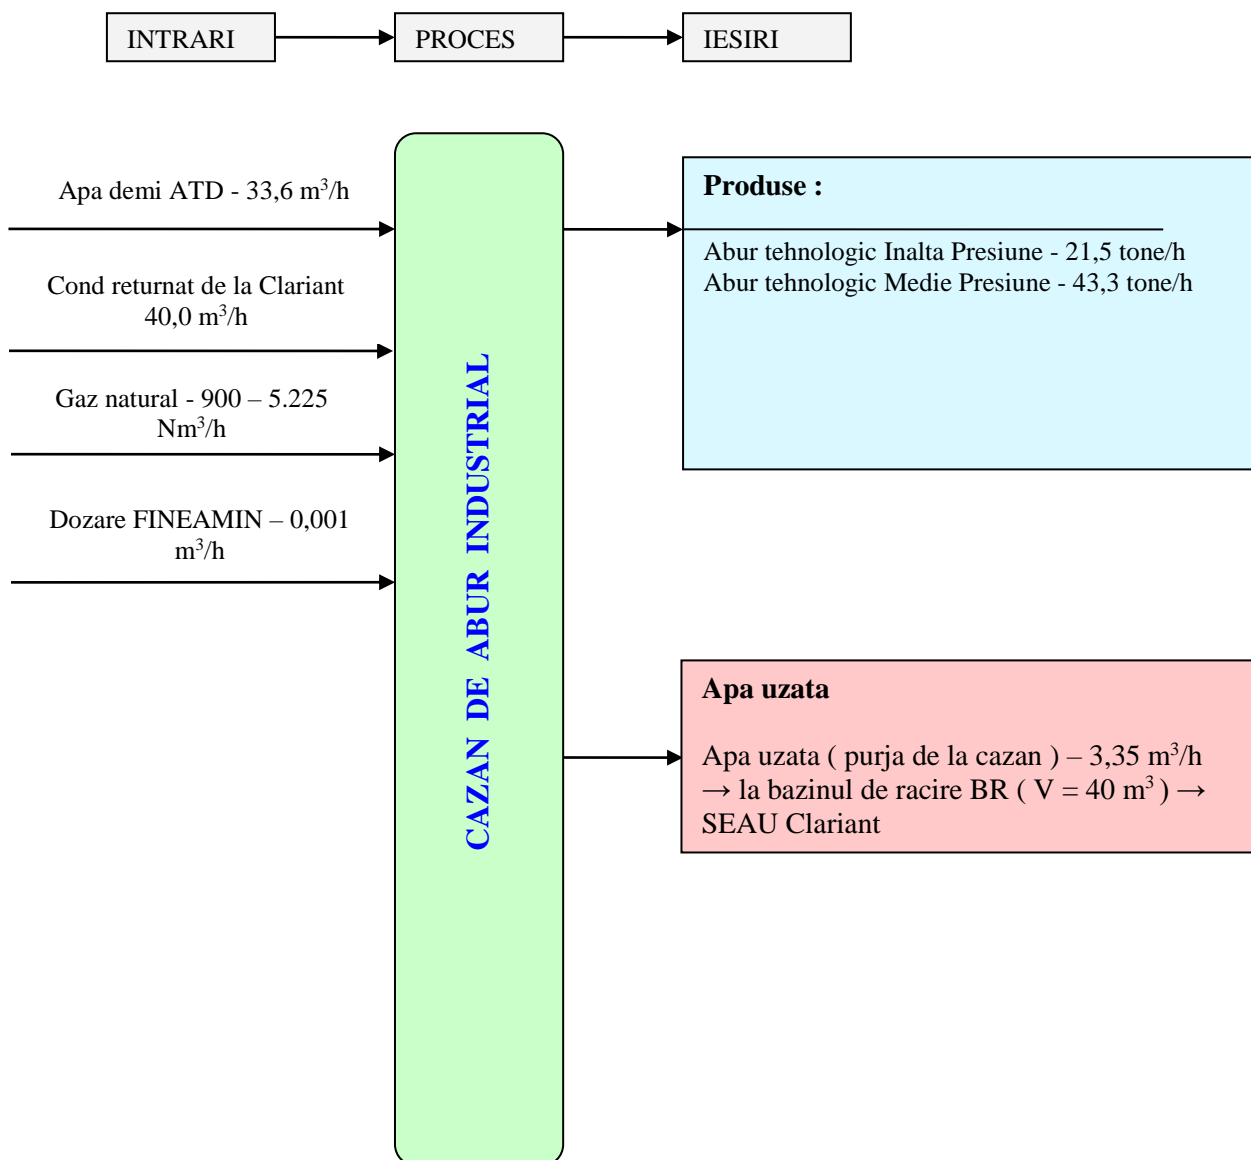 INTRARI
PROCES
IESIRI
Apa demi ATD - 33,6 m³/h
Cond returnat de la Clariant
40,0 m³/h
Gaz natural - 900 – 5.225
Nm³/h
Dozare FINEAMIN – 0,001
m³/h
CAZAN DE ABUR INDUSTRIAL
Produse :
Abur tehnologic Inalta Presiune - 21,5 tone/h
Abur tehnologic Medie Presiune - 43,3 tone/h
Apa uzata
Apa uzata ( purja de la cazan ) – 3,35 m³/h
→ la bazinul de racire BR ( V = 40 m³ ) →
SEAU Clariant